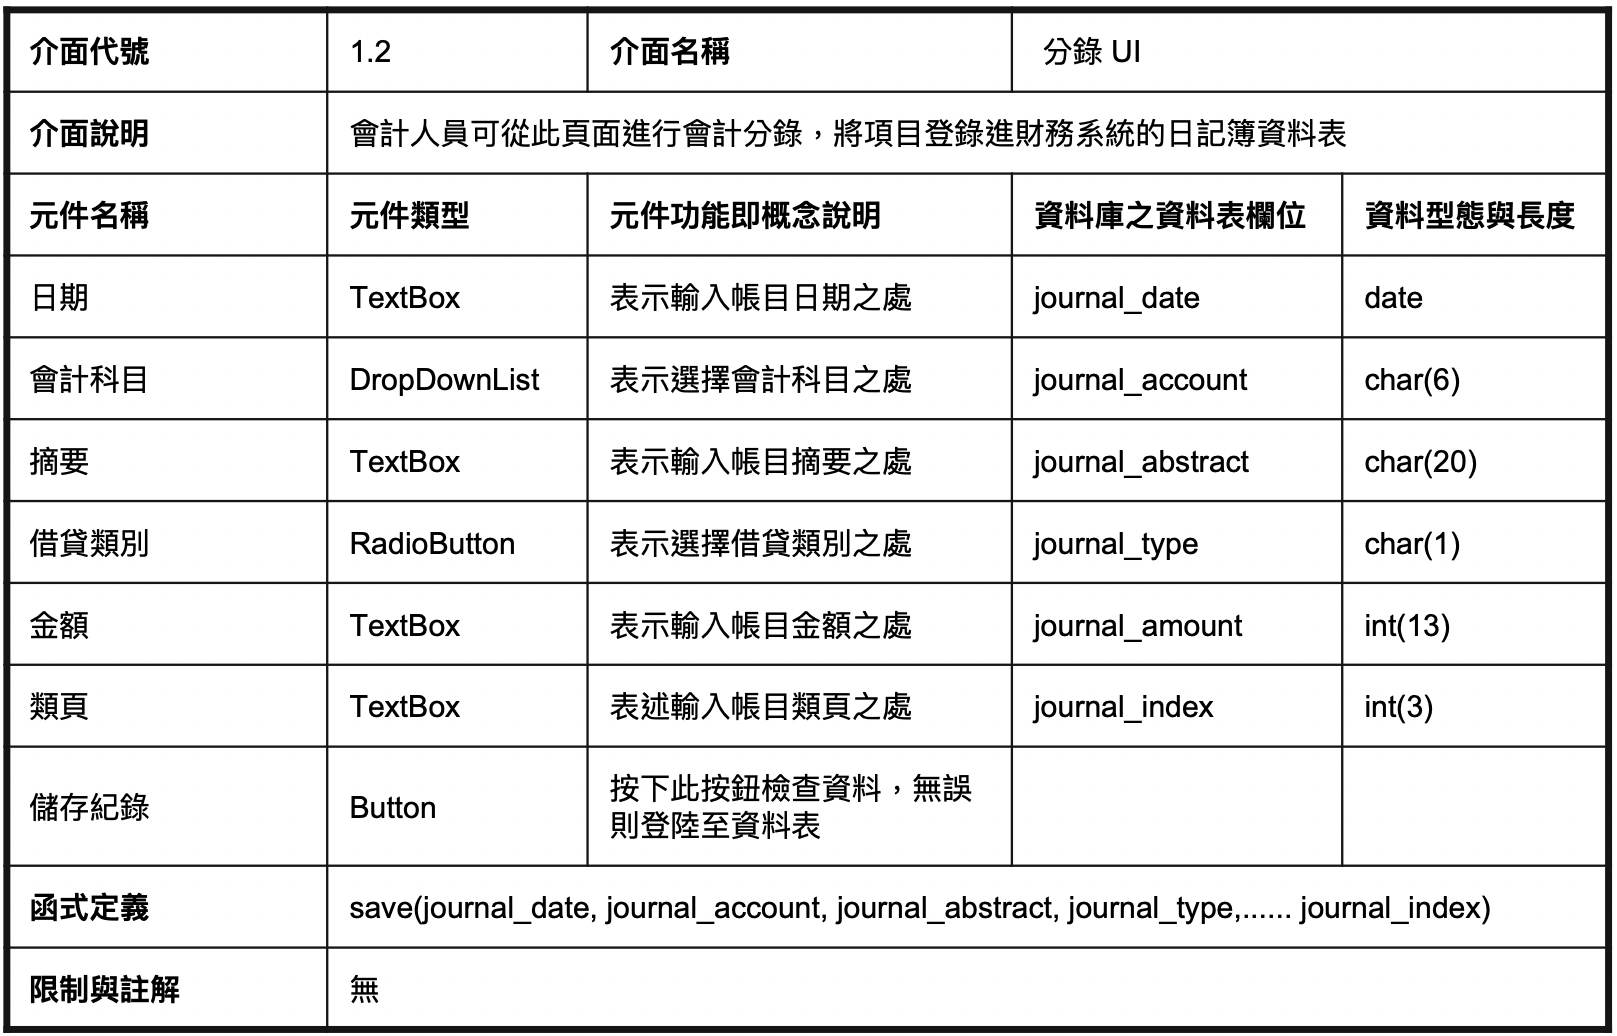 介面代號 1.2 介面名稱 分錄 UI
介面說明 會計人員可從此頁面進行會計分錄，將項目登錄進財務系統的日記簿資料表
元件名稱 元件類型 元件功能即概念說明 資料庫之資料表欄位 資料型態與長度
日期 TextBox 表示輸入帳目日期之處 journal_date date
會計科目 DropDownList 表示選擇會計科目之處 journal_account char(6)
摘要 TextBox 表示輸入帳目摘要之處 journal_abstract char(20)
借貸類別 RadioButton 表示選擇借貸類別之處 journal_type char(1)
金額 TextBox 表示輸入帳目金額之處 journal_amount int(13)
類頁 TextBox 表述輸入帳目類頁之處 journal_index int(3)
儲存紀錄 Button 按下此按鈕檢查資料，無誤
則登陸至資料表
函式定義 save(journal_date, journal_account, journal_abstract, journal_type,...... journal_index)
限制與註解 無